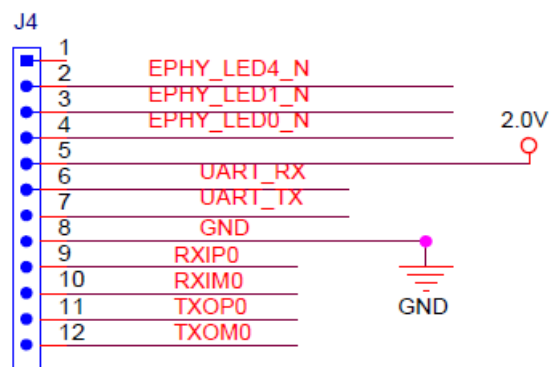 J4
1
2 EPHY_LED4_N
3 EPHY_LED1_N
4 EPHY_LED0_N
2.0V
5
6 UART_RX
7 UART_TX
8 GND
9 RXIP0
10 RXIM0
GND
11 TXOP0
12 TXOM0